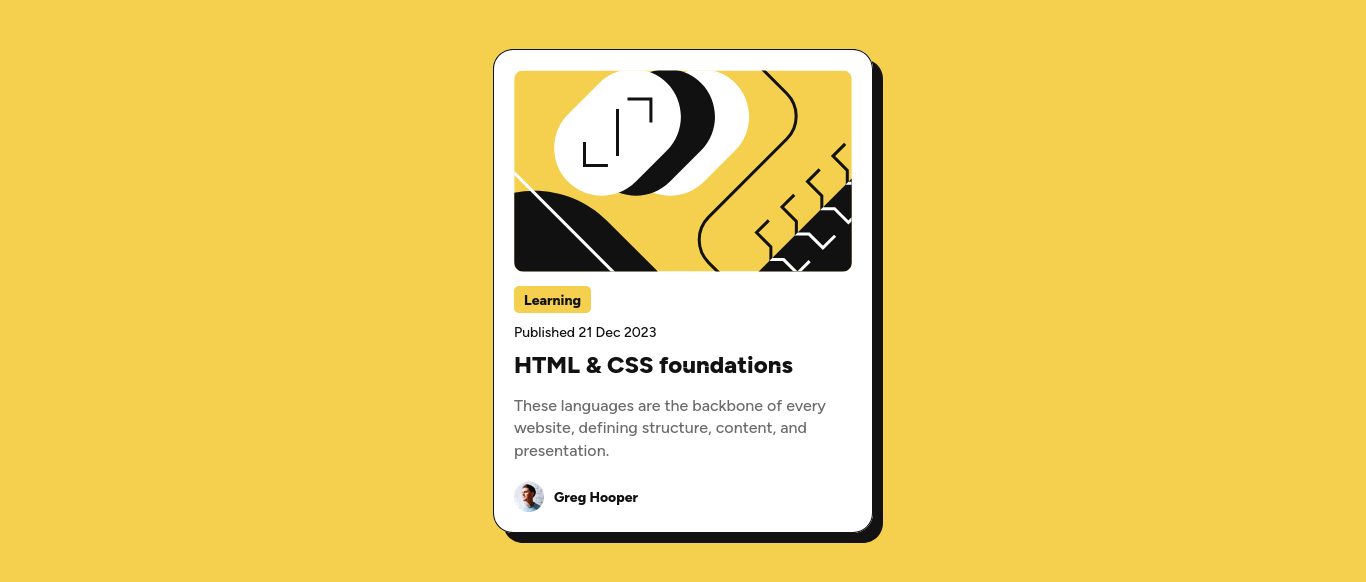 Learning
Published 21 Dec 2023
HTML & CSS foundations
These languages are the backbone of every
website, defining structure, content, and
presentation.
Greg Hooper